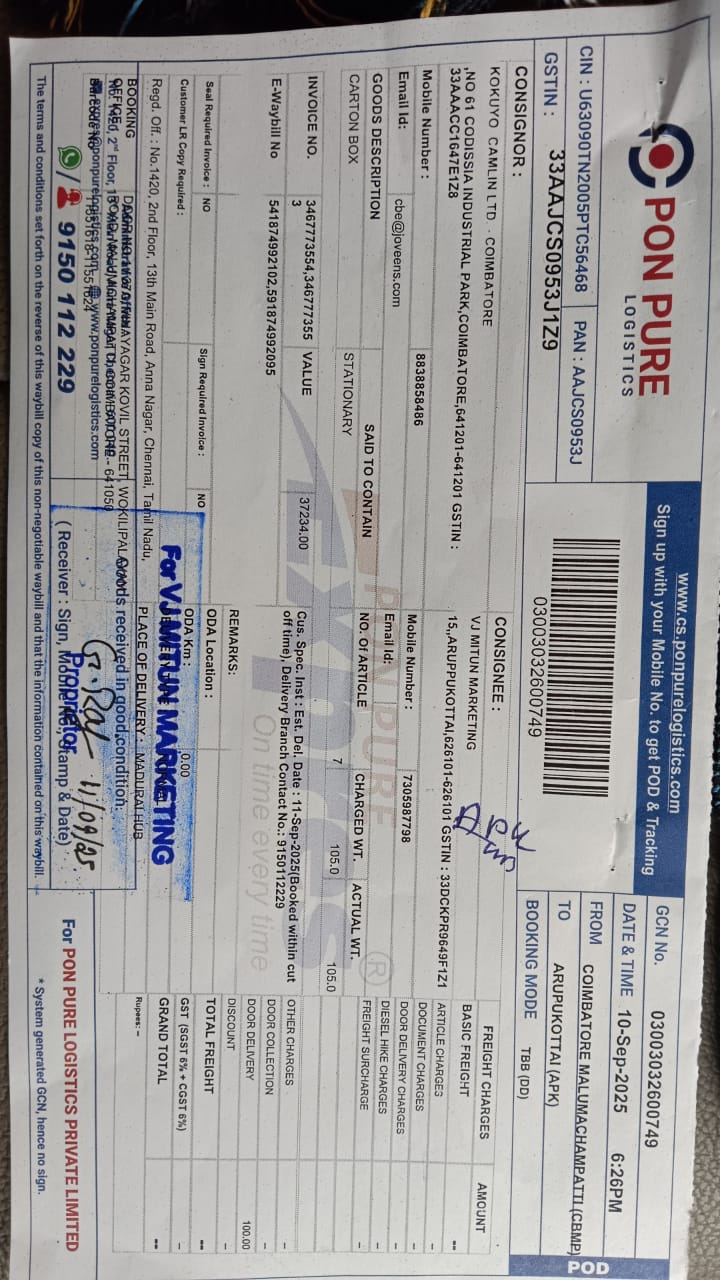 PON PURE
LOGISTICS
CIN : U63090TN2005PTC56468
PAN : AAJCS0953J
GSTIN : 33AAJCS0953J1Z9
www.cs.ponpurelogistics.com
Sign up with your Mobile No. to get POD & Tracking
03003032600749
GCN No. 03003032600749
DATE & TIME 10-Sep-2025 6:26PM
FROM COIMBATORE MALUMACHAMPATTI (CBMP)
TO ARUPUKOTTAI (APK)
BOOKING MODE TBB (DD)
POD
CONSIGNOR :
KOKUYO CAMLIN LTD - COIMBATORE
,NO 61 CODISSIA INDUSTRIAL PARK,COIMBATORE,641201-641201 GSTIN :
33AAACC1647E1Z8
Mobile Number : 8838858486
Email Id: cbe@joveens.com
CONSIGNEE :
VJ MITUN MARKETING
15,,ARUPPUKOTTAI,626101-626101 GSTIN : 33DCKPR9649F1Z1
Mobile Number : 7305987798
Email Id:
GOODS DESCRIPTION SAID TO CONTAIN NO. Of ARTICLE CHARGED WT. ACTUAL WT.
CARTON BOX STATIONARY 7 105.0 105.0
INVOICE NO. 3467773554,346777355
3
VALUE 37234.00
E-Waybill No 541874992102,591874992095
Cus. Spec. Inst : Est. Del. Date : 11-Sep-2025(Booked within cut
off time), Delivery Branch Contact No.: 9150112229
PON PURE
Express
®
On time every time
REMARKS:
Seal Required Invoice : NO
Sign Required Invoice : NO
ODA Location :
Customer LR Copy Required :
ODA Km : 0.00
FREIGHT CHARGES AMOUNT
BASIC FREIGHT --
ARTICLE CHARGES –
DOCUMENT CHARGES –
DOOR DELIVERY CHARGES –
DIESEL HIKE CHARGES –
FREIGHT SURCHARGE –
OTHER CHARGES –
DOOR COLLECTION –
DOOR DELIVERY 100.00
DISCOUNT –
TOTAL FREIGHT --
GST (SGST 6% + CGST 6%) –
GRAND TOTAL --
Rupees: –
Regd. Off. : No.1420, 2nd Floor, 13th Main Road, Anna Nagar, Chennai, Tamil Nadu,
BOOKING
PLACE OF DELIVERY : MADURAI HUB
For VJ MITUN MARKETING
Goods received in good condition.
G. Raj 11/09/25
Proprietor
( Receiver : Sign, Mobile No., Stamp & Date)
www.ponpurelogistics.com
9150 112 229
For PON PURE LOGISTICS PRIVATE LIMITED
* System generated GCN, hence no sign.
The terms and conditions set forth on the reverse of this waybill copy of this non-negotiable waybill and that the information contained on this waybill.